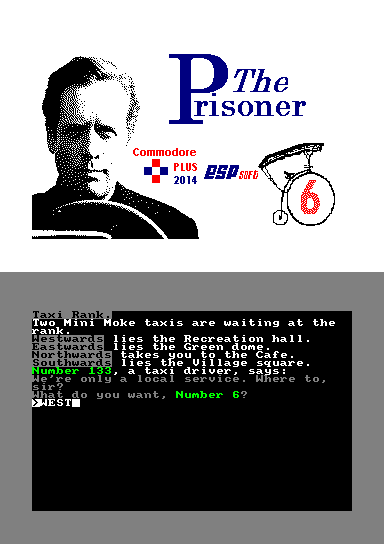 The
Prisoner
Commodore
PLUS
2014
esp soft
6
Taxi Rank.
Two Mini Moke taxis are waiting at the
rank.
Westwards lies the Recreation hall.
Eastwards lies the Green dome.
Northwards takes you to the Cafe.
Southwards lies the Village square.
Number 133, a taxi driver, says:
We're only a local service. Where to,
sir?
What do you want, Number 6?
>WEST